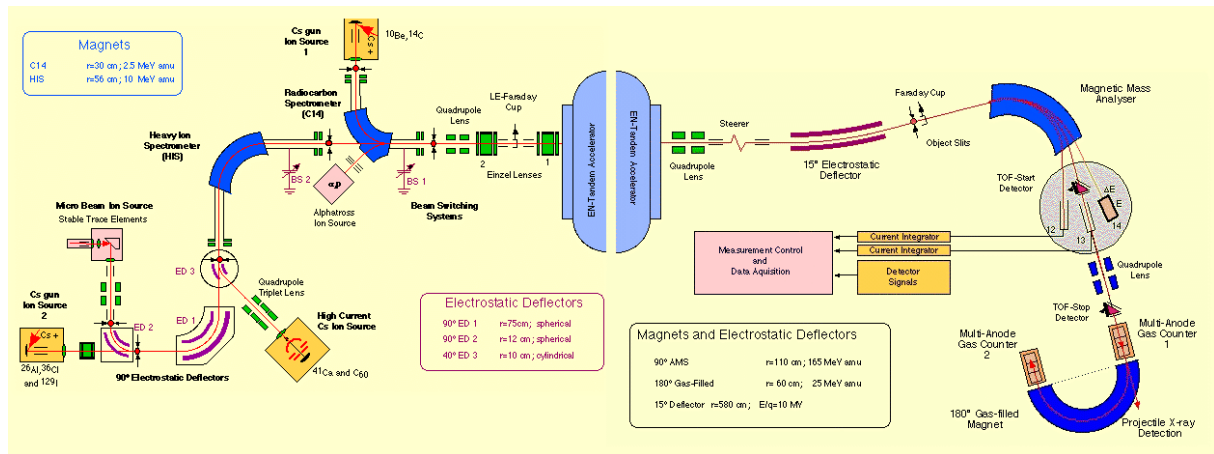 Magnets
C14 r=30 cm; 2.5 MeV amu
HIS r=56 cm; 10 MeV amu
Cs gun
Ion Source
1
Cs +
10Be,14C
Radiocarbon
Spectrometer
(C14)
Heavy Ion
Spectrometer
(HIS)
BS 2
α,p
Alphatross
Ion Source
BS 1
Beam Switching
Systems
Quadrupole
Lens
LE-Faraday
Cup
2
1
Einzel Lenses
EN-Tandem Accelerator
EN-Tandem Accelerator
Micro Beam Ion Source
Stable Trace Elements
Cs gun
Ion Source
2
Cs +
26Al,36Cl
and 129I
ED 2
ED 1
90° Electrostatic Deflectors
ED 3
Quadrupole
Triplet Lens
High Current
Cs Ion Source
41Ca and C60
Electrostatic Deflectors
90° ED 1 r=75cm; spherical
90° ED 2 r=12 cm; spherical
40° ED 3 r=10 cm; cylindrical
Quadrupole
Lens
Steerer
15° Electrostatic
Deflector
Faraday Cup
Object Slits
Magnetic Mass
Analyser
TOF-Start
Detector
ΔE
E
12
13
14
Current Integrator
Current Integrator
Detector
Signals
Measurement Control
and
Data Aquisition
Quadrupole
Lens
TOF-Stop
Detector
Multi-Anode
Gas Counter
1
Multi-Anode
Gas Counter
2
180° Gas-filled
Magnet
Projectile X-ray
Detection
Magnets and Electrostatic Deflectors
90° AMS r=110 cm; 165 MeV amu
180° Gas-Filled r= 60 cm; 25 MeV amu
15° Deflector r=580 cm; E/q=10 MV